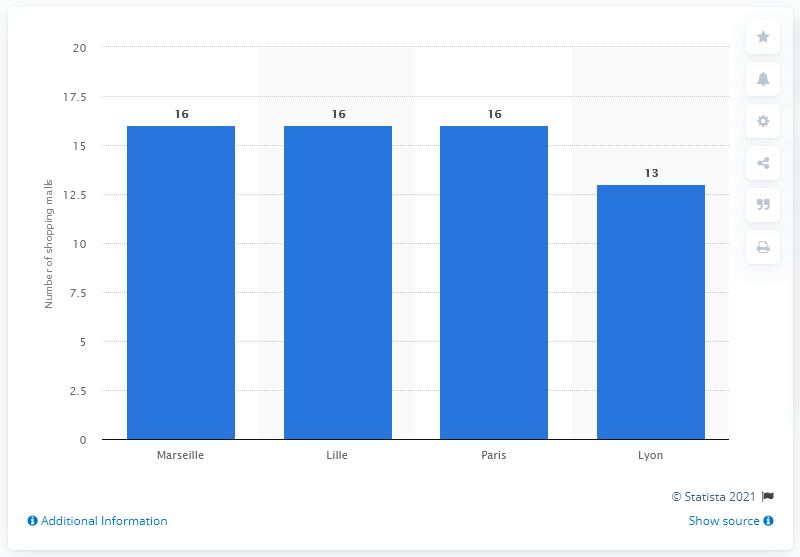 20
17.5
15
12.5
10
7.5
5
2.5
0
Number of shopping malls
16
16
16
13
Marseille
Lille
Paris
Lyon
© Statista 2021
Additional Information
Show source